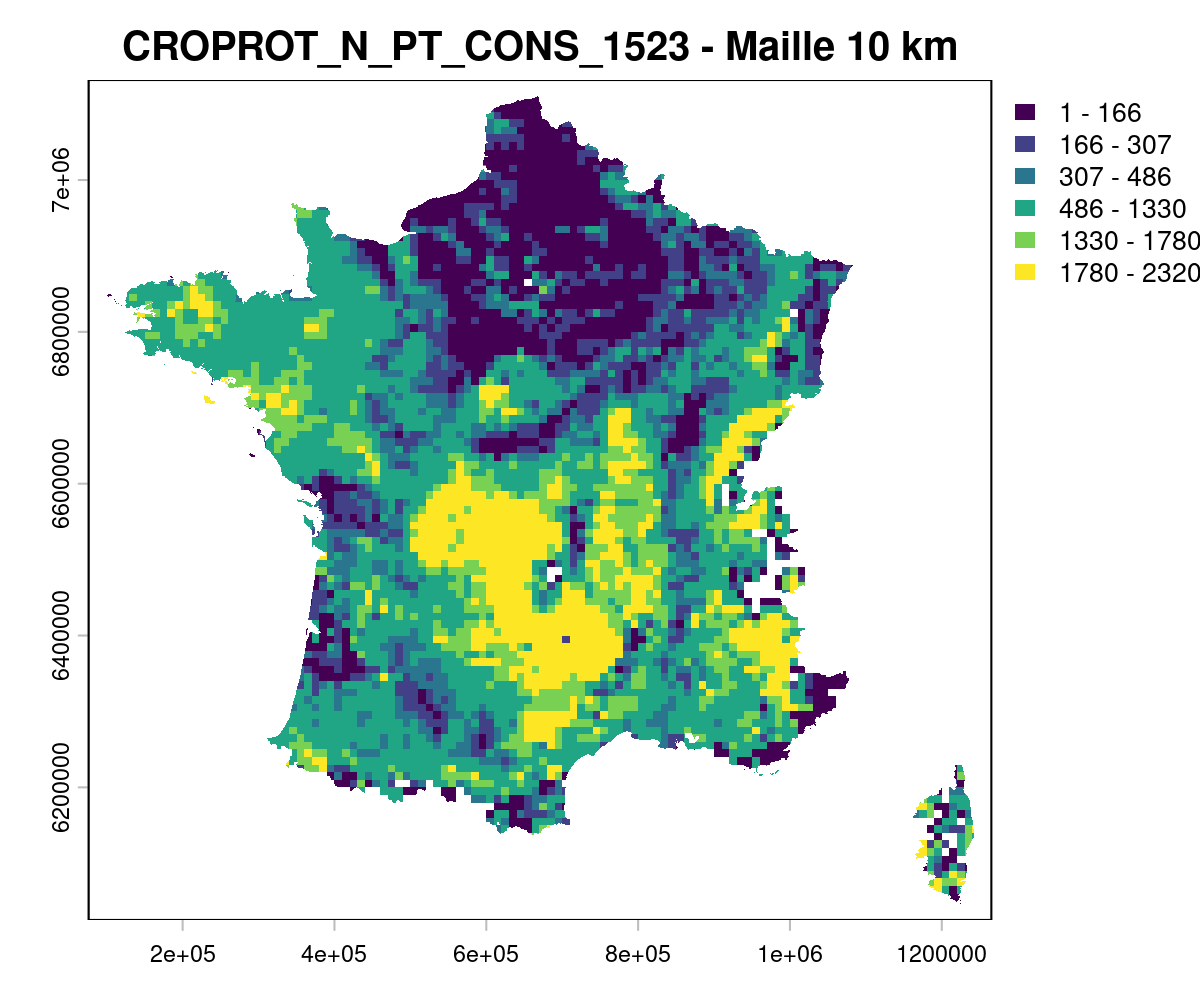 CROPROT_N_PT_CONS_1523 - Maille 10 km
1 - 166
166 - 307
307 - 486
486 - 1330
1330 - 1780
1780 - 2320
7e+06
6800000
6600000
6400000
6200000
2e+05
4e+05
6e+05
8e+05
1e+06
1200000